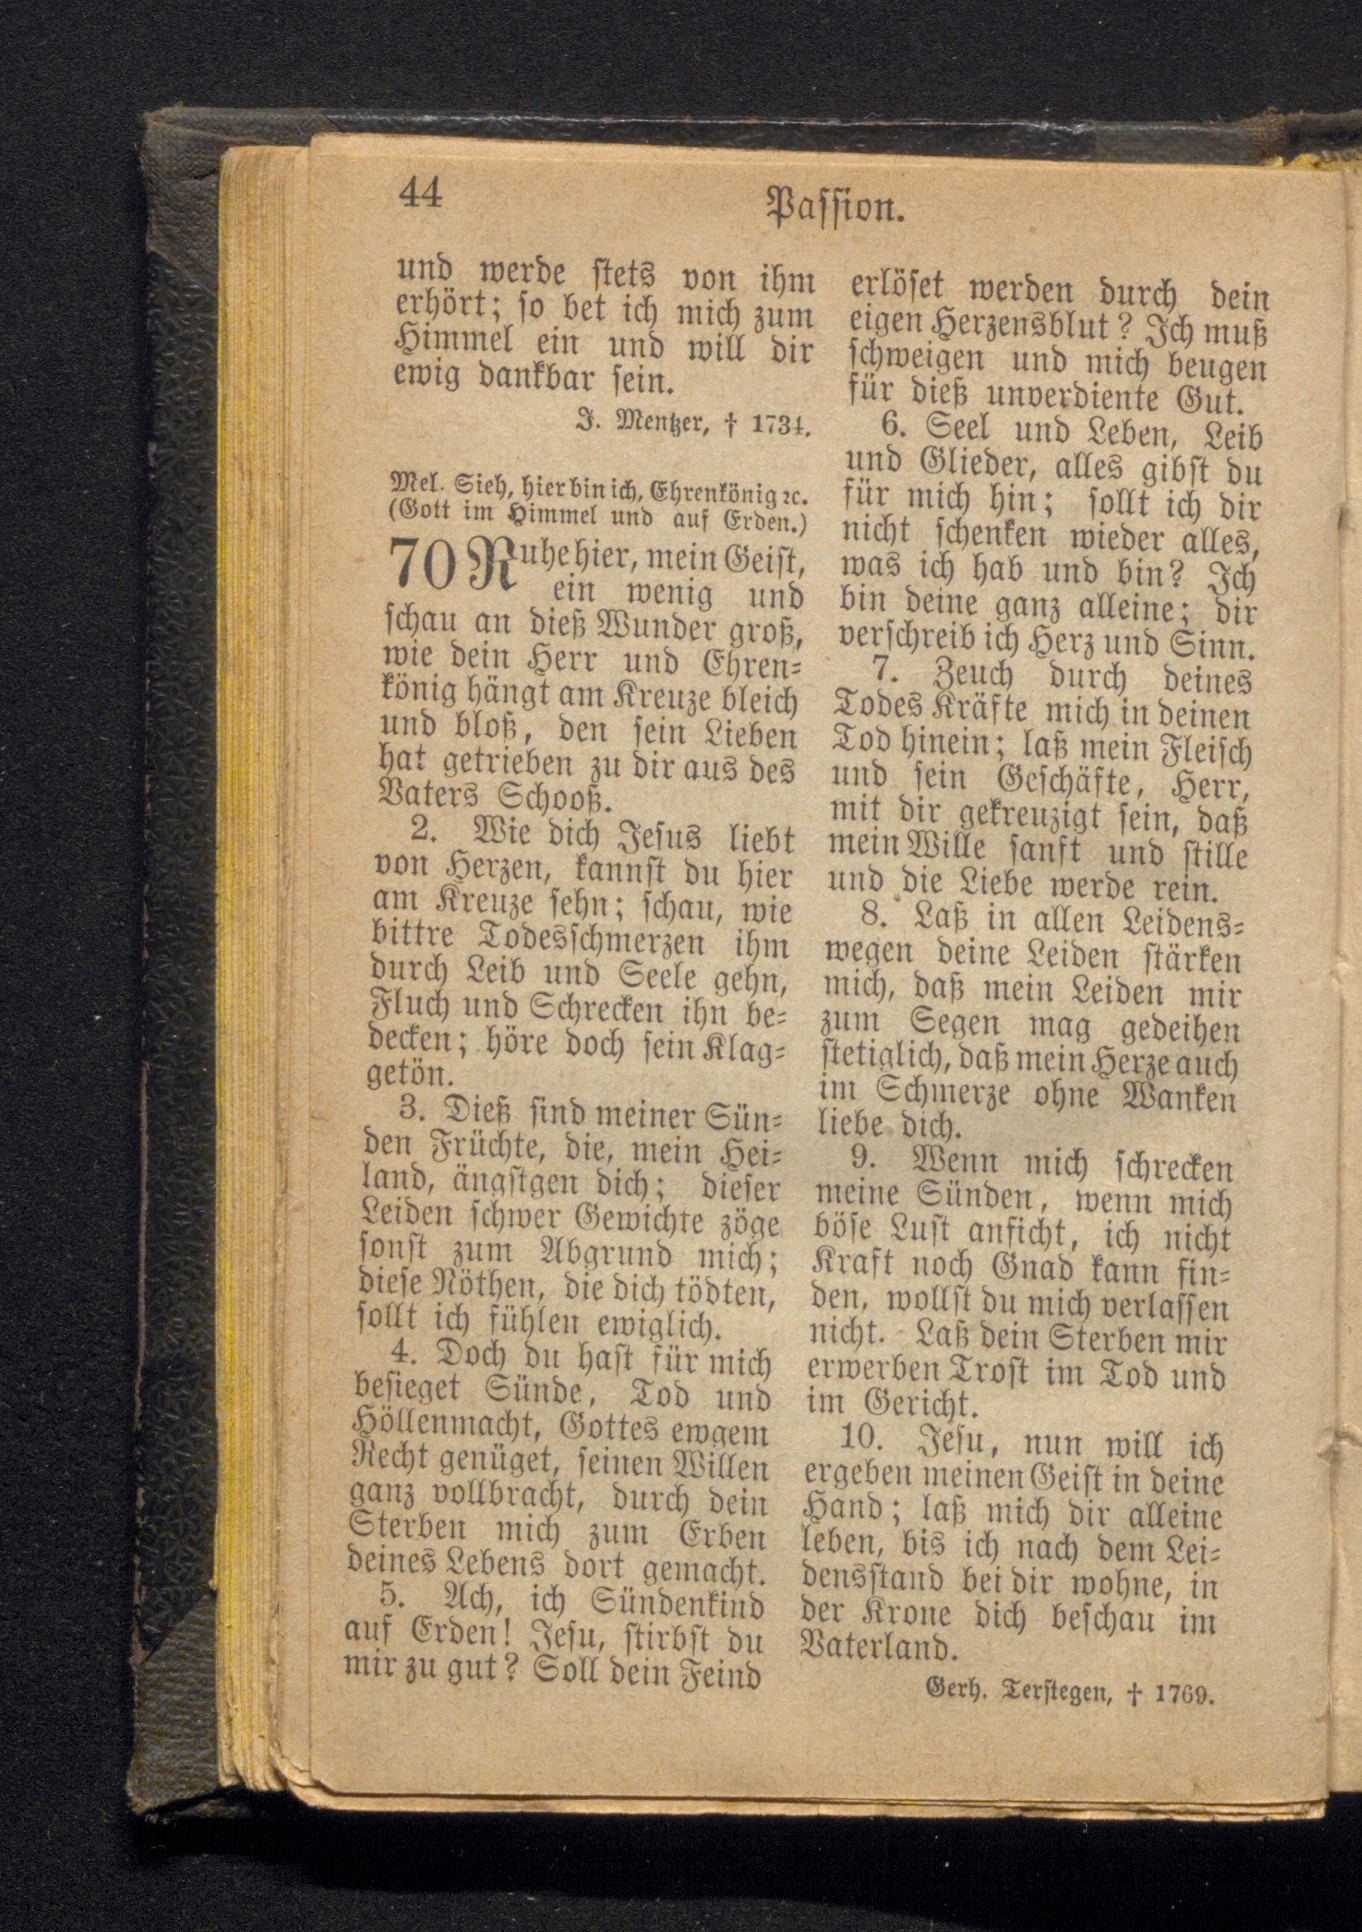 44
Passion.
und werde stets von ihm
erhört; so bet ich mich zum
Himmel ein und will dir
ewig dankbar sein.
J. Mentzer, † 1734.
Mel. Sieh, hier bin ich, Ehrenkönig ꝛc.
(Gott im Himmel und auf Erden.)
70 Ruhe hier, mein Geist,
ein wenig und
schau an dieß Wunder groß,
wie dein Herr und Ehren-
könig hängt am Kreuze bleich
und bloß, den sein Lieben
hat getrieben zu dir aus des
Vaters Schooß.
2. Wie dich Jesus liebt
von Herzen, kannst du hier
am Kreuze sehn; schau, wie
bittre Todesschmerzen ihm
durch Leib und Seele gehn,
Fluch und Schrecken ihn be-
decken; höre doch sein Klag-
getön.
3. Dieß sind meiner Sün-
den Früchte, die, mein Hei-
land, ängstgen dich; dieser
Leiden schwer Gewichte zöge
sonst zum Abgrund mich;
diese Nöthen, die dich tödten,
sollt ich fühlen ewiglich.
4. Doch du hast für mich
besieget Sünde, Tod und
Höllenmacht, Gottes ewgem
Recht genüget, seinen Willen
ganz vollbracht, durch dein
Sterben mich zum Erben
deines Lebens dort gemacht.
5. Ach, ich Sündenkind
auf Erden! Jesu, stirbst du
mir zu gut? Soll dein Feind
erlöset werden durch dein
eigen Herzensblut? Ich muß
schweigen und mich beugen
für dieß unverdiente Gut.
6. Seel und Leben, Leib
und Glieder, alles gibst du
für mich hin; sollt ich dir
nicht schenken wieder alles,
was ich hab und bin? Ich
bin deine ganz alleine; dir
verschreib ich Herz und Sinn.
7. Zeuch durch deines
Todes Kräfte mich in deinen
Tod hinein; laß mein Fleisch
und sein Geschäfte, Herr,
mit dir gekreuzigt sein, daß
mein Wille sanft und stille
und die Liebe werde rein.
8. Laß in allen Leidens-
wegen deine Leiden stärken
mich, daß mein Leiden mir
zum Segen mag gedeihen
stetiglich, daß mein Herze auch
im Schmerze ohne Wanken
liebe dich.
9. Wenn mich schrecken
meine Sünden, wenn mich
böse Lust anficht, ich nicht
Kraft noch Gnad kann fin-
den, wollst du mich verlassen
nicht. Laß dein Sterben mir
erwerben Trost im Tod und
im Gericht.
10. Jesu, nun will ich
ergeben meinen Geist in deine
Hand; laß mich dir alleine
leben, bis ich nach dem Lei-
densstand bei dir wohne, in
der Krone dich beschau im
Vaterland.
Gerh. Terstegen, † 1769.